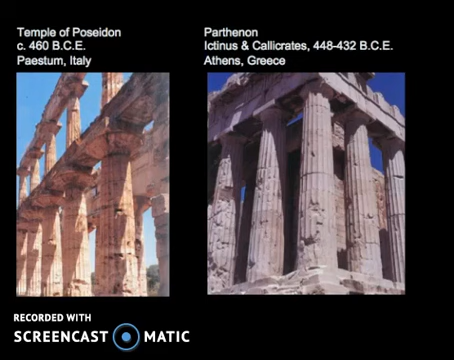 Temple of Poseidon
c. 460 B.C.E.
Paestum, Italy
Parthenon
Ictinus & Callicrates, 448-432 B.C.E.
Athens, Greece
RECORDED WITH
SCREENCAST MATIC